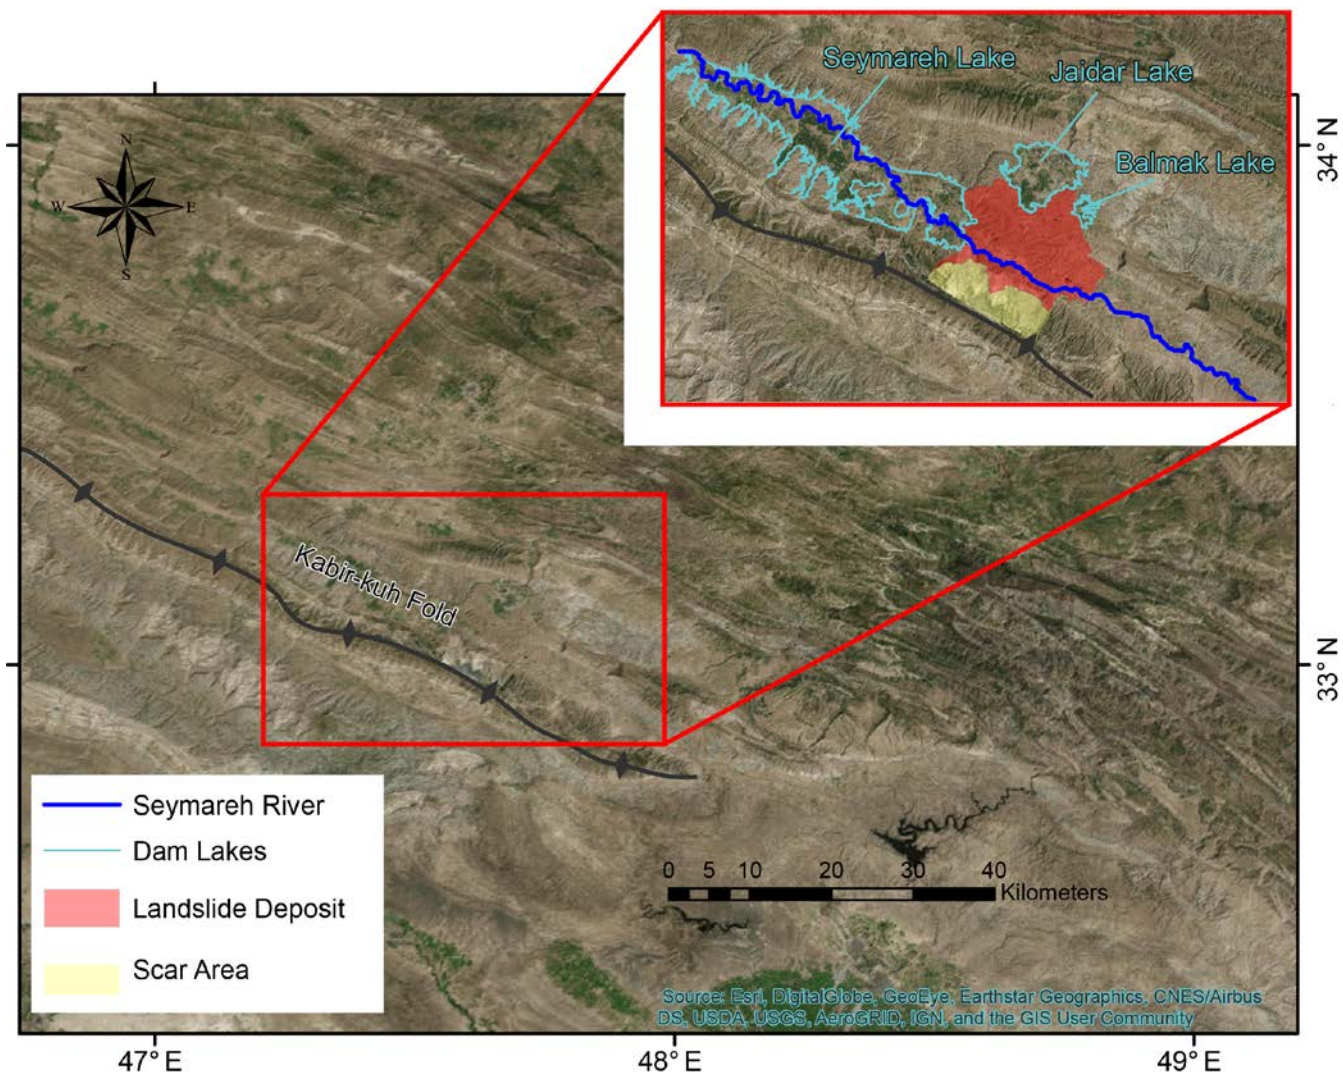 Seymareh Lake
Jaidar Lake
Balmak Lake
34° N
N
W
E
S
Kabir-kuh Fold
33° N
Seymareh River
Dam Lakes
Landslide Deposit
Scar Area
0 5 10 20 30 40
Kilometers
Source: Esri, DigitalGlobe, GeoEye, Earthstar Geographics, CNES/Airbus
DS, USDA, USGS, AeroGRID, IGN, and the GIS User Community
47° E
48° E
49° E